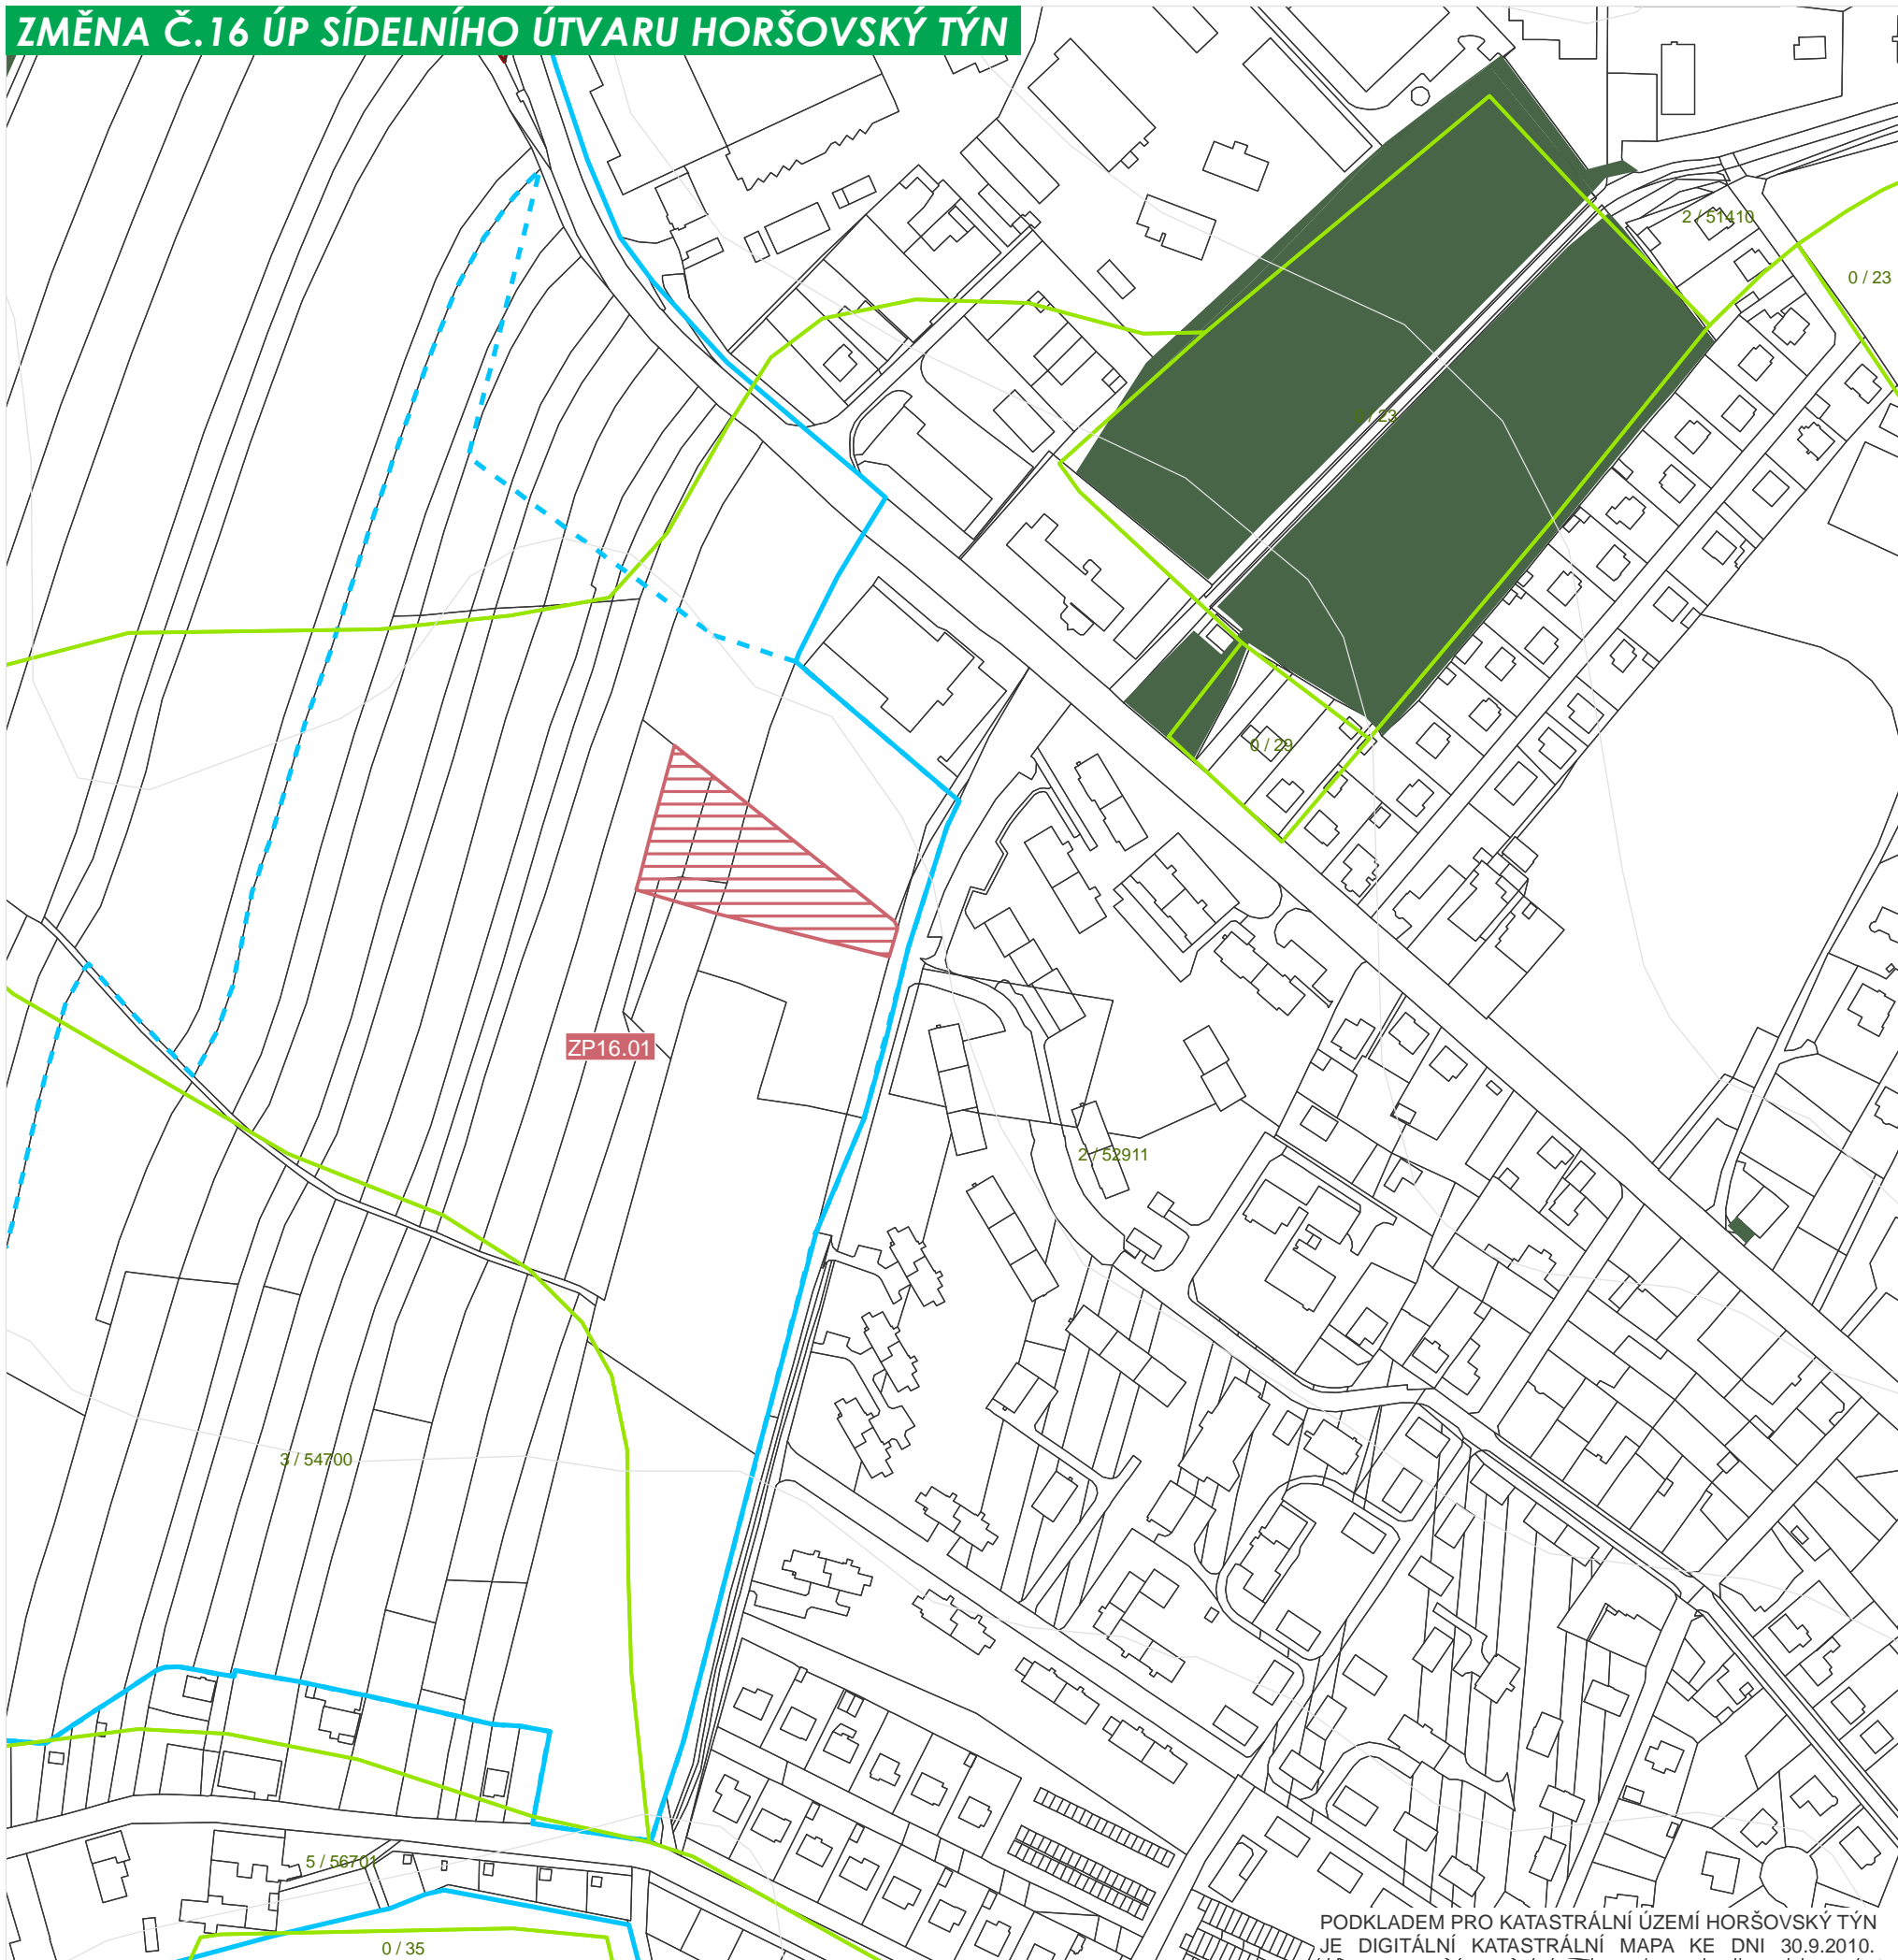 ZMĚNA Č.16 ÚP SÍDELNÍHO ÚTVARU HORŠOVSKÝ TÝN
2 / 51410
0 / 23
/ 23
0 / 29
ZP16.01
2 / 52911
3 / 54700
5 / 56701
0 / 35
PODKLADEM PRO KATASTRÁLNÍ ÚZEMÍ HORŠOVSKÝ TÝN
JE DIGITÁLNÍ KATASTRÁLNÍ MAPA KE DNI 30.9.2010.